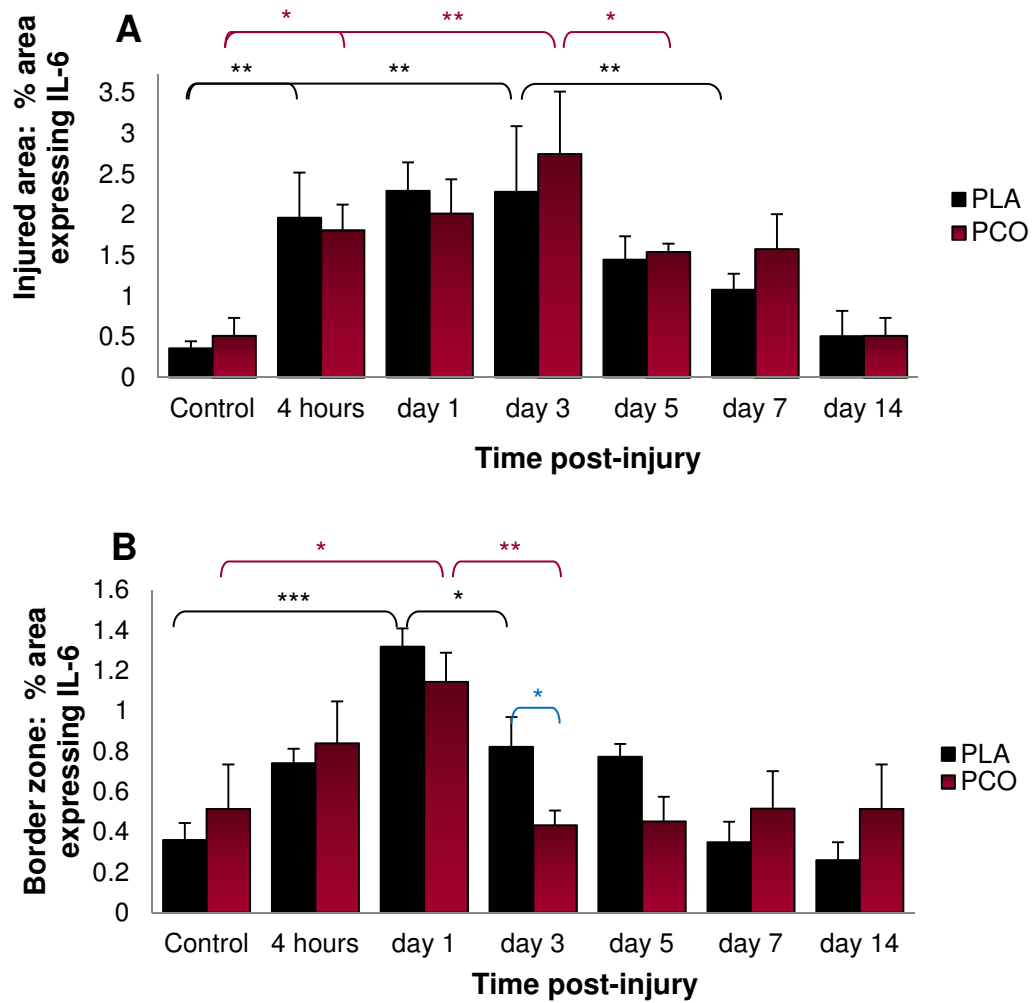 A
* ** *
** ** **
Injured area: % area
expressing IL-6
3.5
3
2.5
2
1.5
1
0.5
0
Control 4 hours day 1 day 3 day 5 day 7 day 14
Time post-injury
PLA
PCO
B
* **
*** *
*
Border zone: % area
expressing IL-6
1.6
1.4
1.2
1
0.8
0.6
0.4
0.2
0
Control 4 hours day 1 day 3 day 5 day 7 day 14
Time post-injury
PLA
PCO